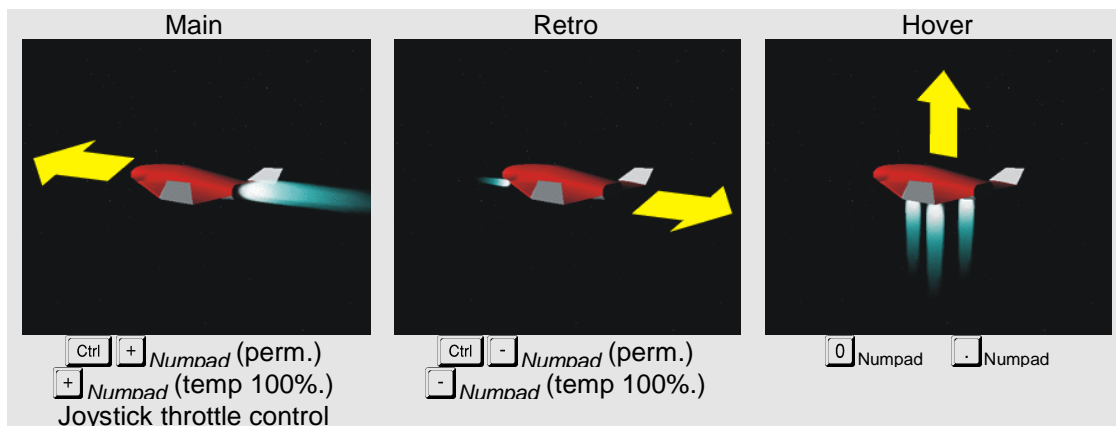 Main
Retro
Hover
Ctrl + Numpad (perm.)
+ Numpad (temp 100%.)
Joystick throttle control
Ctrl - Numpad (perm.)
- Numpad (temp 100%.)
0 Numpad . Numpad